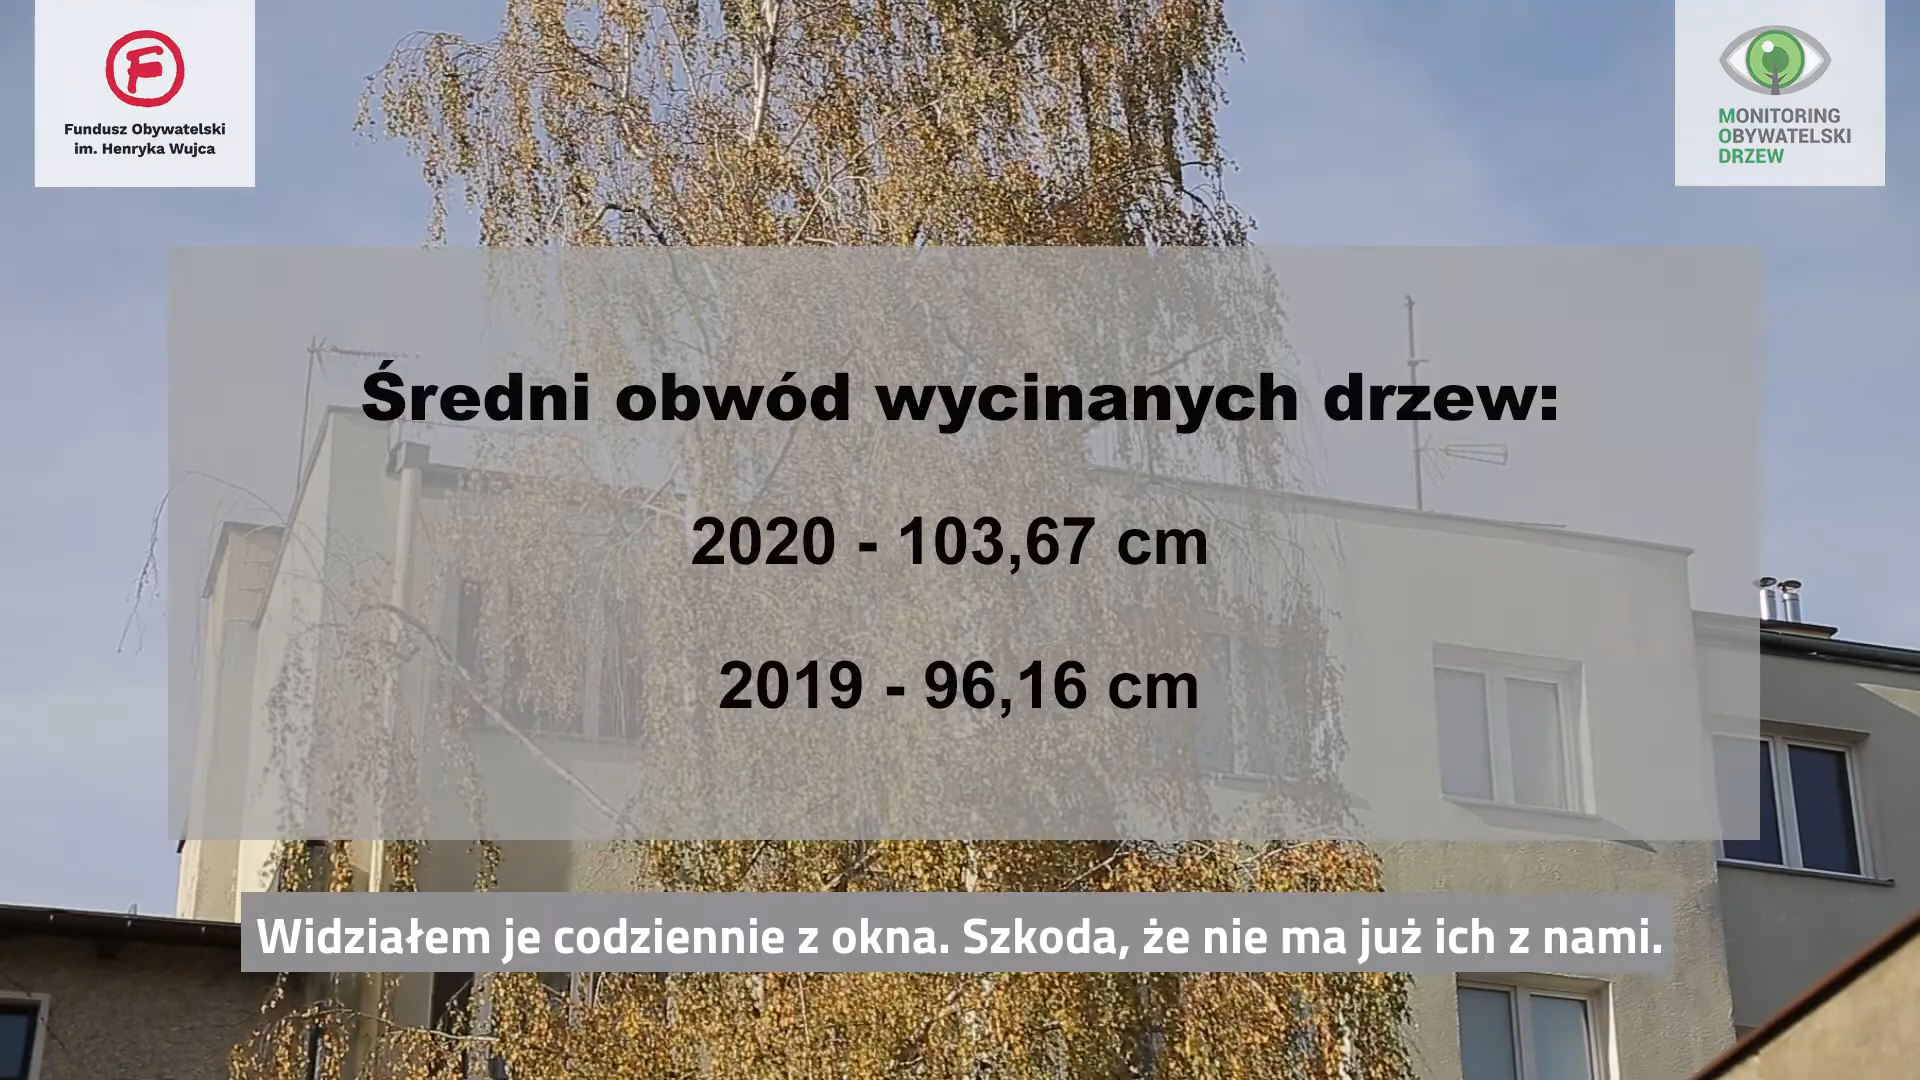 Fundusz Obywatelski
im. Henryka Wujca
MONITORING
OBYWATELSKI
DRZEW
Średni obwód wycinanych drzew:
2020 - 103,67 cm
2019 - 96,16 cm
Widziałem je codziennie z okna. Szkoda, że nie ma już ich z nami.